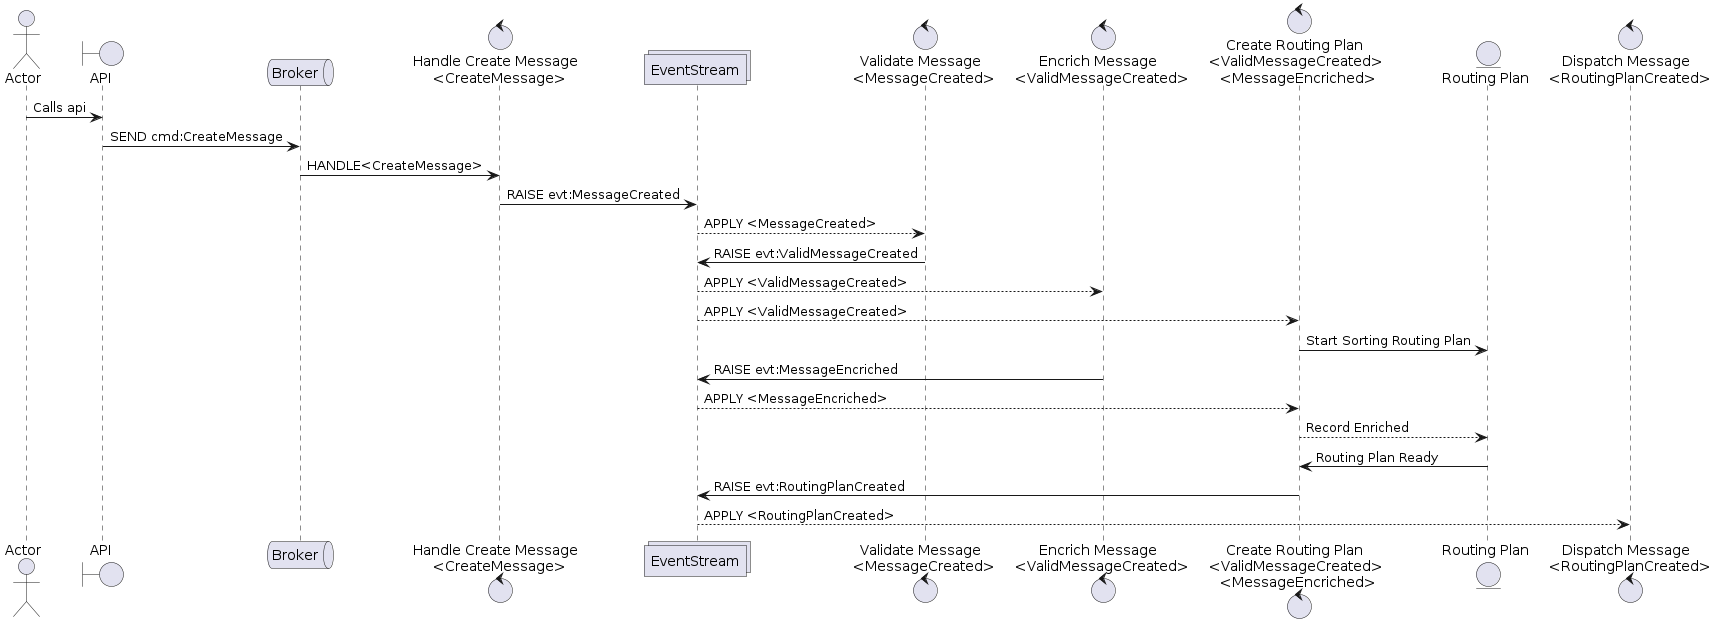 Actor
API
Broker
Handle Create Message
<CreateMessage>
EventStream
Validate Message
<MessageCreated>
Encrich Message
<ValidMessageCreated>
Create Routing Plan
<ValidMessageCreated>
<MessageEnriched>
Routing Plan
Dispatch Message
<RoutingPlanCreated>
Calls api
SEND cmd:CreateMessage
HANDLE<CreateMessage>
RAISE evt:MessageCreated
APPLY <MessageCreated>
RAISE evt:ValidMessageCreated
APPLY <ValidMessageCreated>
APPLY <ValidMessageCreated>
Start Sorting Routing Plan
RAISE evt:MessageEncriched
APPLY <MessageEncriched>
Record Enriched
Routing Plan Ready
RAISE evt:RoutingPlanCreated
APPLY <RoutingPlanCreated>
Actor
API
Broker
Handle Create Message
<CreateMessage>
EventStream
Validate Message
<MessageCreated>
Encrich Message
<ValidMessageCreated>
Create Routing Plan
<ValidMessageCreated>
<MessageEnriched>
Routing Plan
Dispatch Message
<RoutingPlanCreated>